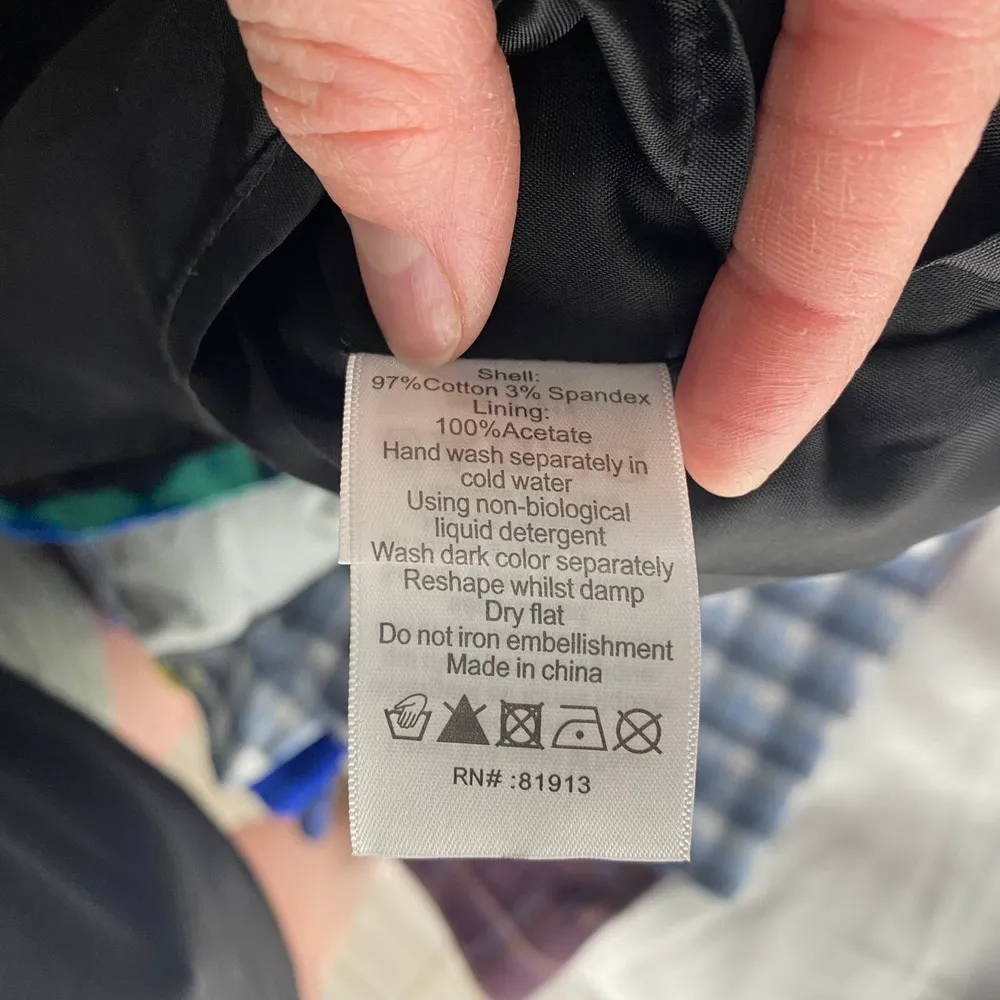 Shell:
97%Cotton 3% Spandex
Lining:
100%Acetate
Hand wash separately in
cold water
Using non-biological
liquid detergent
Wash dark color separately
Reshape whilst damp
Dry flat
Do not iron embellishment
Made in china
RN# :81913